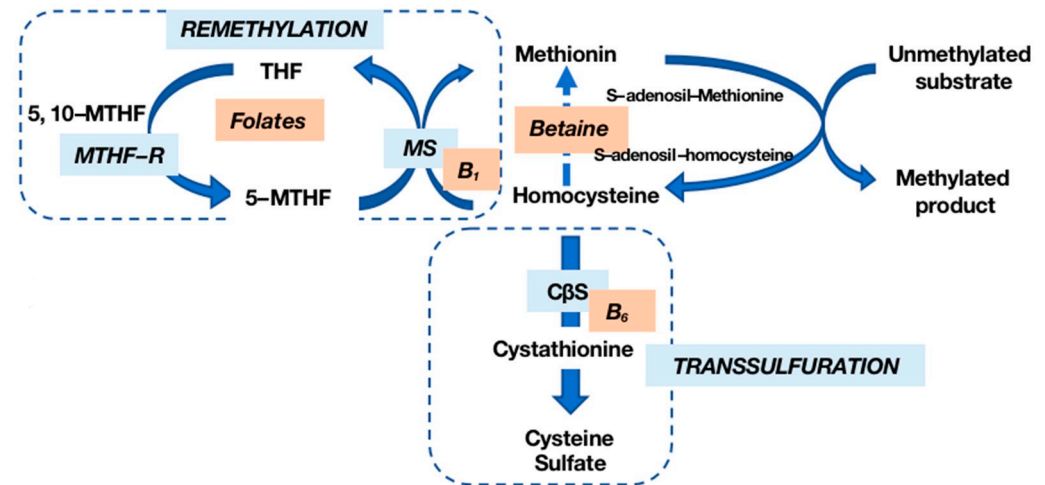 REMETHYLATION
THF
5, 10–MTHF
Folates
MTHF–R
MS
B₁
5–MTHF
Methionin
S–adenosil–Methionine
Betaine
S–adenosil–homocysteine
Homocysteine
Unmethylated
substrate
Methylated
product
CβS
B₆
Cystathionine
TRANSSULFURATION
Cysteine
Sulfate